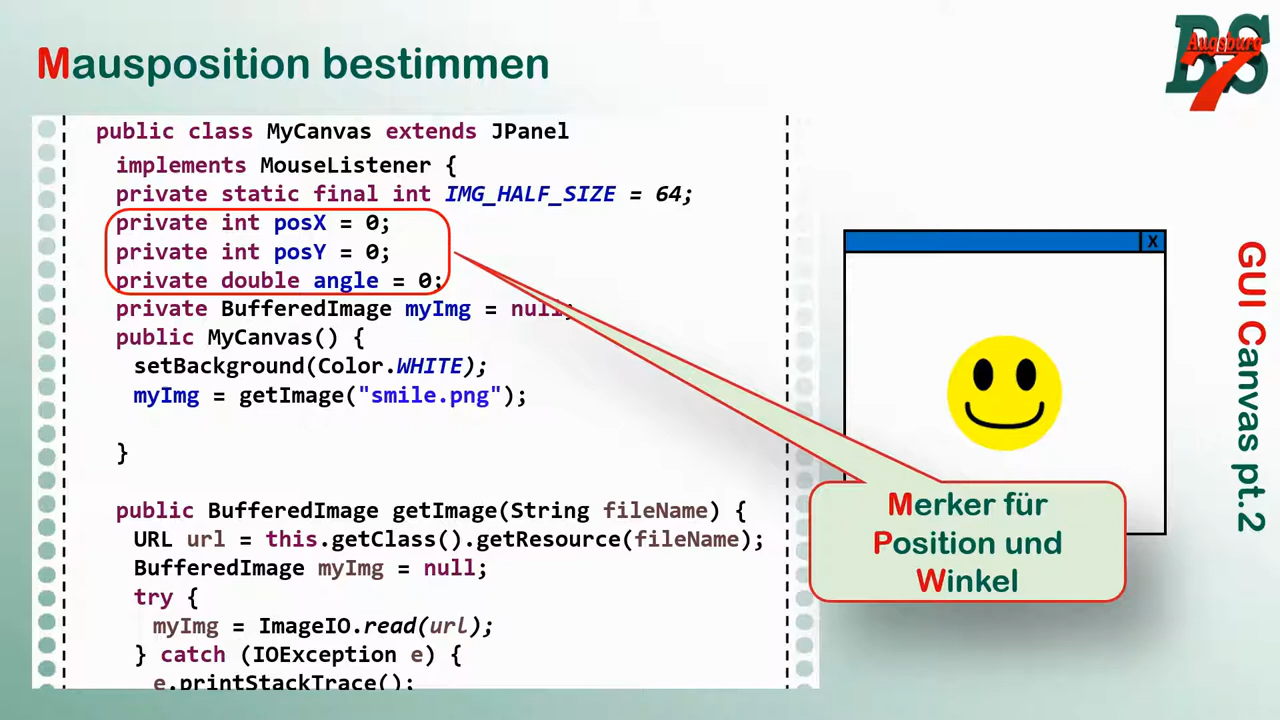 Mausposition bestimmen
BS
Augsburg
7
public class MyCanvas extends JPanel
implements MouseListener {
private static final int IMG_HALF_SIZE = 64;
private int posX = 0;
private int posY = 0;
private double angle = 0;
private BufferedImage myImg = null;
public MyCanvas() {
setBackground(Color.WHITE);
myImg = getImage("smile.png");
}
public BufferedImage getImage(String fileName) {
URL url = this.getClass().getResource(fileName);
BufferedImage myImg = null;
try {
myImg = ImageIO.read(url);
} catch (IOException e) {
e.printStackTrace();
X
Merker für
Position und
Winkel
GUI Canvas pt.2